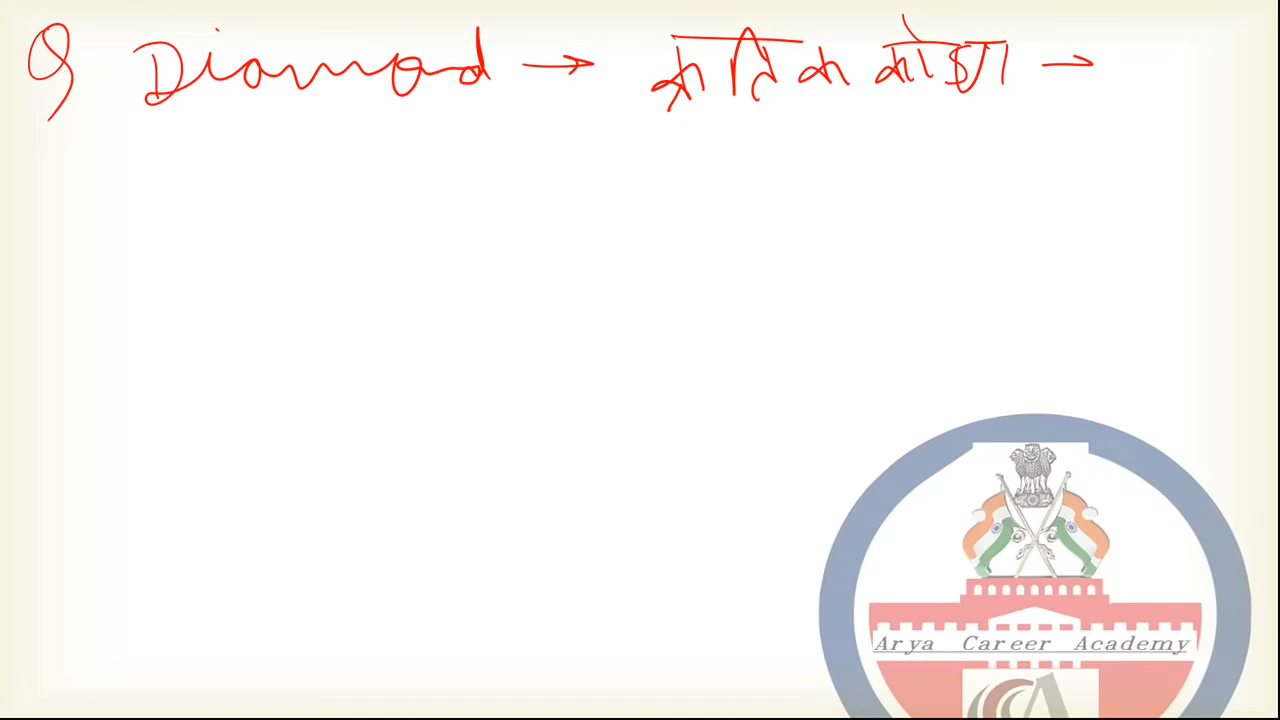 Q Diamond → क्रांतिक कोण →
Arya Career Academy